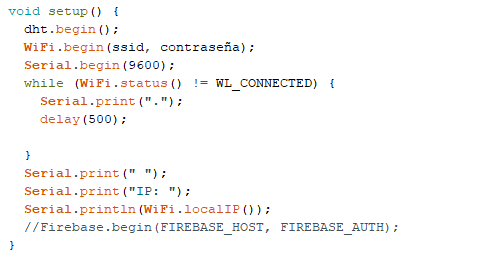 void setup() {
  dht.begin();
  WiFi.begin(ssid, contraseña);
  Serial.begin(9600);
  while (WiFi.status() != WL_CONNECTED) {
    Serial.print(".");
    delay(500);

  }
  Serial.print(" ");
  Serial.print("IP: ");
  Serial.println(WiFi.localIP());
  //Firebase.begin(FIREBASE_HOST, FIREBASE_AUTH);
}